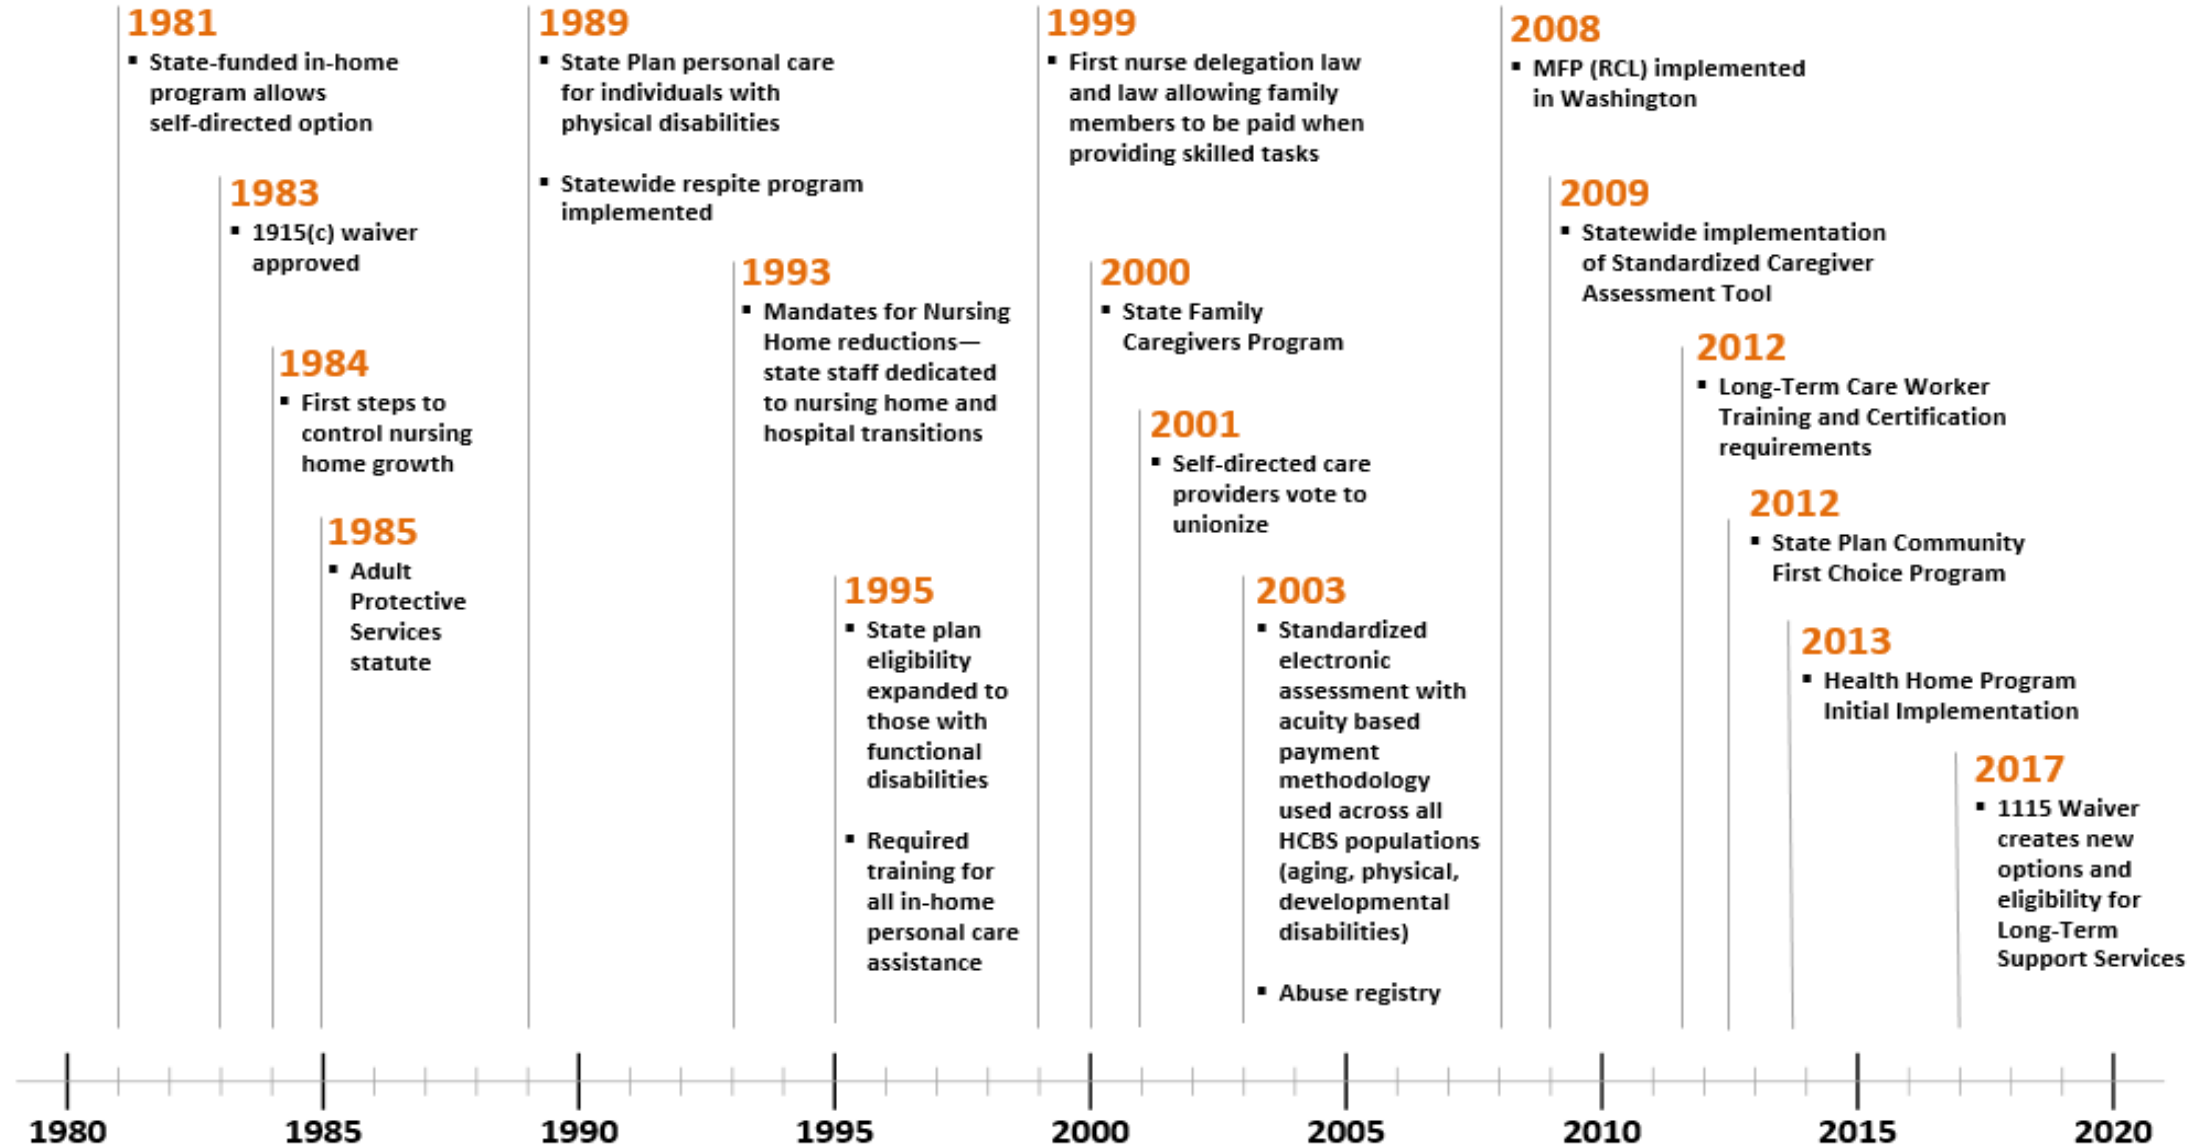 1981
▪ State-funded in-home
program allows
self-directed option
1983
▪ 1915(c) waiver
approved
1984
▪ First steps to
control nursing
home growth
1985
▪ Adult
Protective
Services
statute
1989
▪ State Plan personal care
for individuals with
physical disabilities
▪ Statewide respite program
implemented
1993
▪ Mandates for Nursing
Home reductions—
state staff dedicated
to nursing home and
hospital transitions
1995
▪ State plan
eligibility
expanded to
those with
functional
disabilities
▪ Required
training for
all in-home
personal care
assistance
1999
▪ First nurse delegation law
and law allowing family
members to be paid when
providing skilled tasks
2000
▪ State Family
Caregivers Program
2001
▪ Self-directed care
providers vote to
unionize
2003
▪ Standardized
electronic
assessment with
acuity based
payment
methodology
used across all
HCBS populations
(aging, physical,
developmental
disabilities)
▪ Abuse registry
2008
▪ MFP (RCL) implemented
in Washington
2009
▪ Statewide implementation
of Standardized Caregiver
Assessment Tool
2012
▪ Long-Term Care Worker
Training and Certification
requirements
2012
▪ State Plan Community
First Choice Program
2013
▪ Health Home Program
Initial Implementation
2017
▪ 1115 Waiver
creates new
options and
eligibility for
Long-Term
Support Services
1980 1985 1990 1995 2000 2005 2010 2015 2020